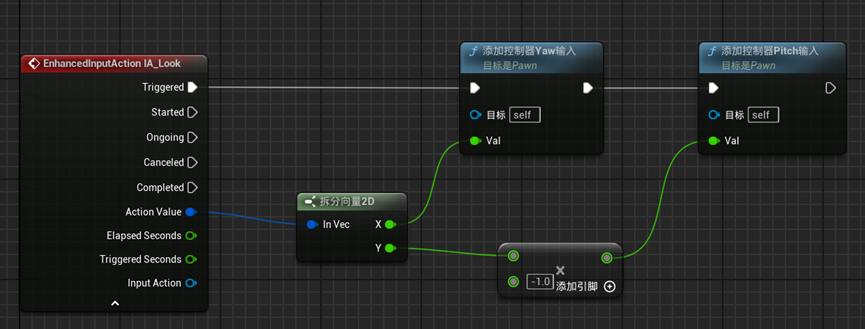 EnhancedInputAction IA_Look
Triggered
Started
Ongoing
Canceled
Completed
Action Value
Elapsed Seconds
Triggered Seconds
Input Action
拆分向量2D
In Vec
X
Y
添加控制器Yaw输入
目标是Pawn
目标 self
Val
×
-1.0 添加引脚
添加控制器Pitch输入
目标是Pawn
目标 self
Val